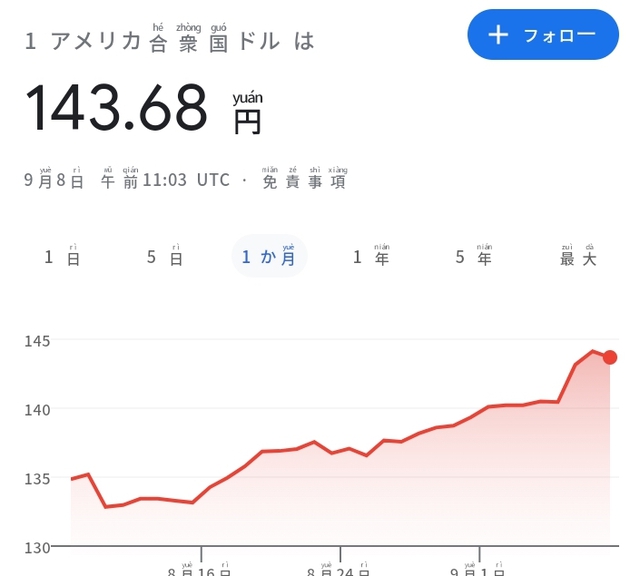 1 アメリカ合衆国ドル は
hé zhòng guó
+ フォロー
143.68 円
yuán
9月8日 午前11:03 UTC · 免責事項
yuè rì wǔ qián miǎn zé shì xiàng
1 日
rì
5 日
rì
1 か月
yuè
1 年
nián
5 年
nián
最大
zuì dà
145
140
135
130
8月16日
yuè rì
8月24日
yuè rì
9月1日
yuè rì